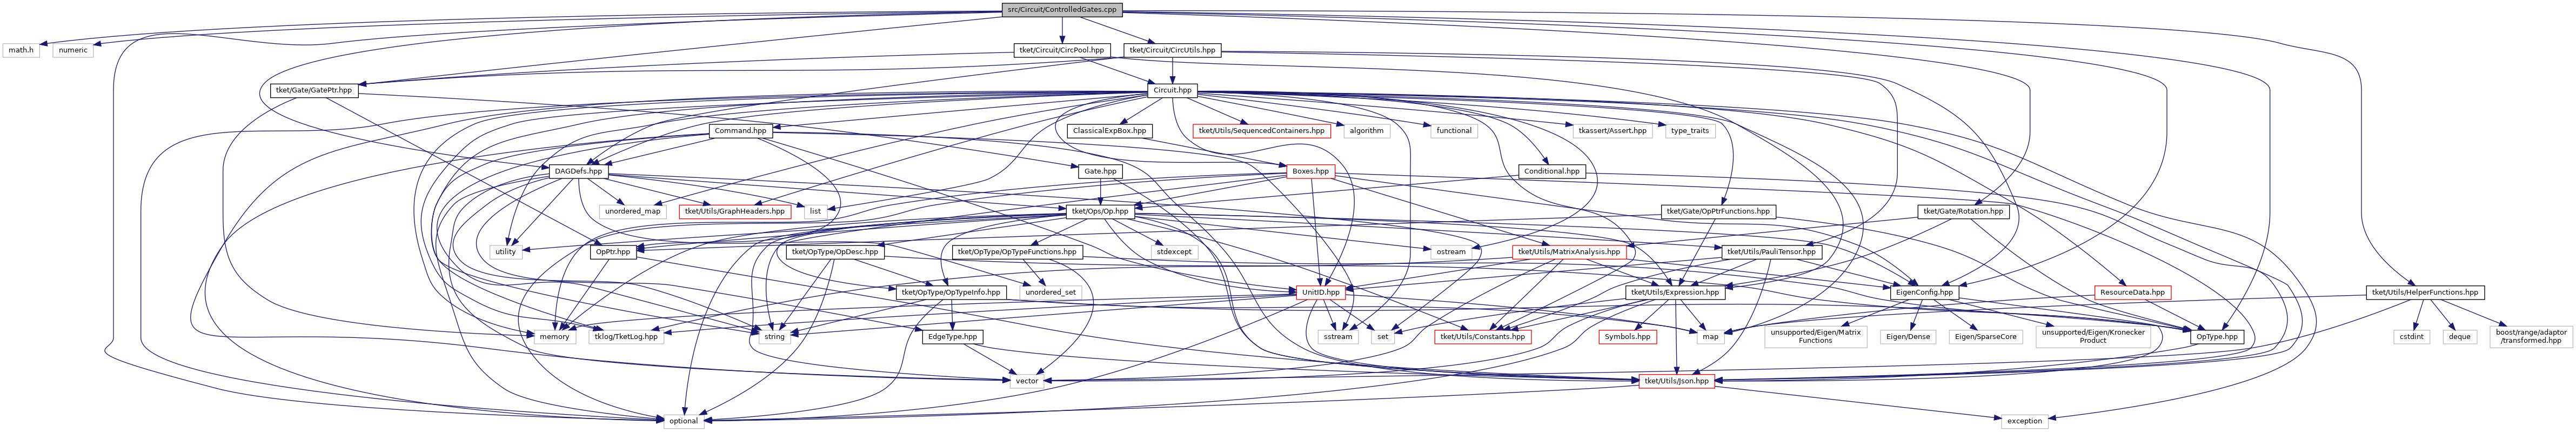 src/Circuit/ControlledGates.cpp
math.h
numeric
tket/Circuit/CircPool.hpp
tket/Circuit/CircUtils.hpp
tket/Gate/GatePtr.hpp
Circuit.hpp
Command.hpp
ClassicalExpBox.hpp
tket/Utils/SequencedContainers.hpp
algorithm
functional
tkassert/Assert.hpp
type_traits
DAGDefs.hpp
Gate.hpp
Boxes.hpp
Conditional.hpp
unordered_map
tket/Utils/GraphHeaders.hpp
list
tket/Ops/Op.hpp
tket/Gate/OpPtrFunctions.hpp
tket/Gate/Rotation.hpp
utility
OpPtr.hpp
tket/OpType/OpDesc.hpp
tket/OpType/OpTypeFunctions.hpp
stdexcept
ostream
tket/Utils/MatrixAnalysis.hpp
tket/Utils/PauliTensor.hpp
tket/OpType/OpTypeInfo.hpp
unordered_set
UnitID.hpp
tket/Utils/Expression.hpp
EigenConfig.hpp
ResourceData.hpp
tket/Utils/HelperFunctions.hpp
memory
tklog/TketLog.hpp
string
EdgeType.hpp
sstream
set
tket/Utils/Constants.hpp
Symbols.hpp
map
unsupported/Eigen/Matrix
Functions
Eigen/Dense
Eigen/SparseCore
unsupported/Eigen/Kronecker
Product
OpType.hpp
cstdint
deque
boost/range/adaptor
/transformed.hpp
vector
tket/Utils/Json.hpp
optional
exception